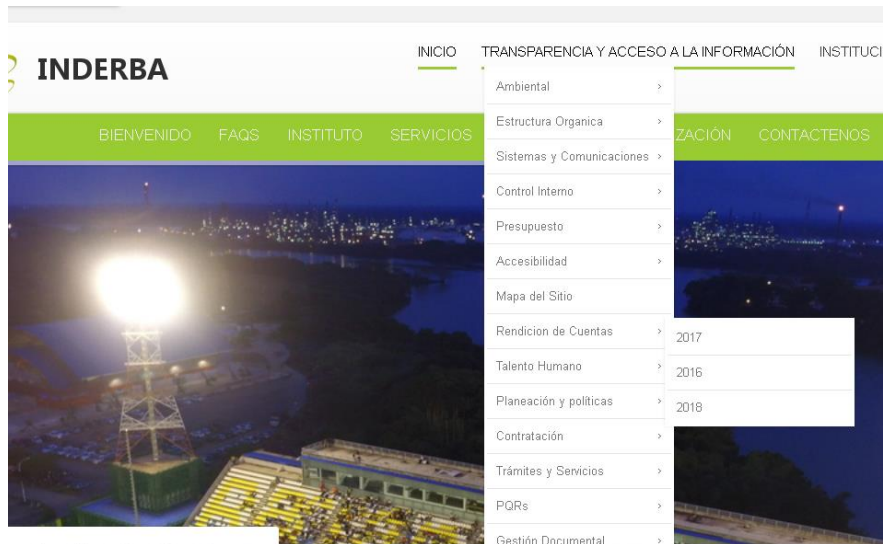 INDERBA
INICIO TRANSPARENCIA Y ACCESO A LA INFORMACIÓN
BIENVENIDO FAQS INSTITUTO SERVICIOS CONTACTENOS
Ambiental
Estructura Organica
Sistemas y Comunicaciones
Control Interno
Presupuesto
Accesibilidad
Mapa del Sitio
Rendicion de Cuentas
2017
2016
2018
Talento Humano
Planeación y políticas
Contratación
Trámites y Servicios
PQRs
Gestión Documental